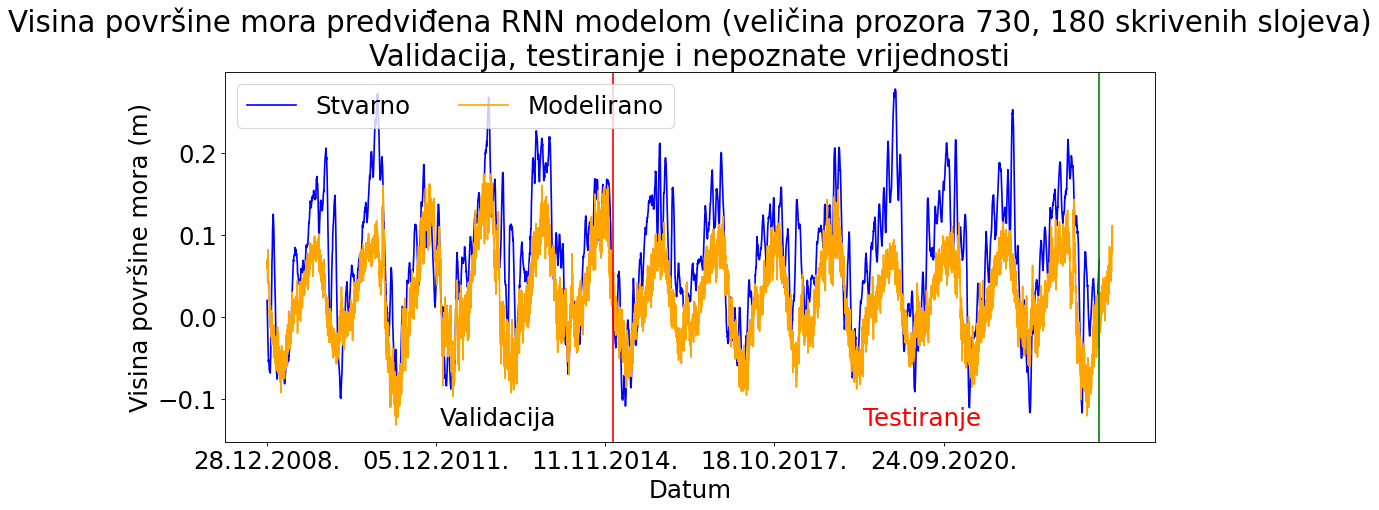 Visina površine mora predviđena RNN modelom (veličina prozora 730, 180 skrivenih slojeva)
Validacija, testiranje i nepoznate vrijednosti
Stvarno Modelirano
Visina površine mora (m)
0.2
0.1
0.0
−0.1
Validacija Testiranje
28.12.2008. 05.12.2011. 11.11.2014. 18.10.2017. 24.09.2020.
Datum